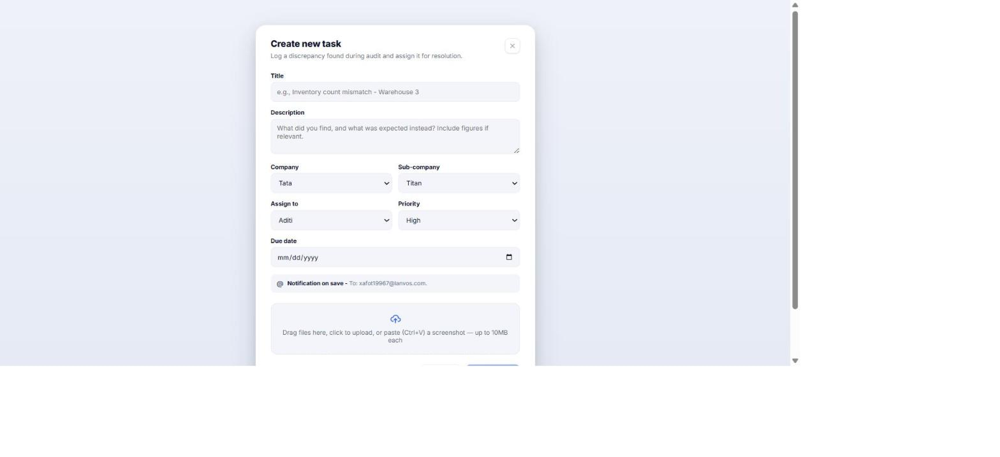 Create new task
Log a discrepancy found during audit and assign it for resolution.
Title
e.g., Inventory count mismatch - Warehouse 3
Description
What did you find, and what was expected instead? Include figures if
relevant.
Company
Sub-company
Tata
Titan
Assign to
Priority
Aditi
High
Due date
mm/dd/yyyy
@ Notification on save - To: xafot19967@lanvos.com.
Drag files here, click to upload, or paste (Ctrl+V) a screenshot — up to 10MB
each